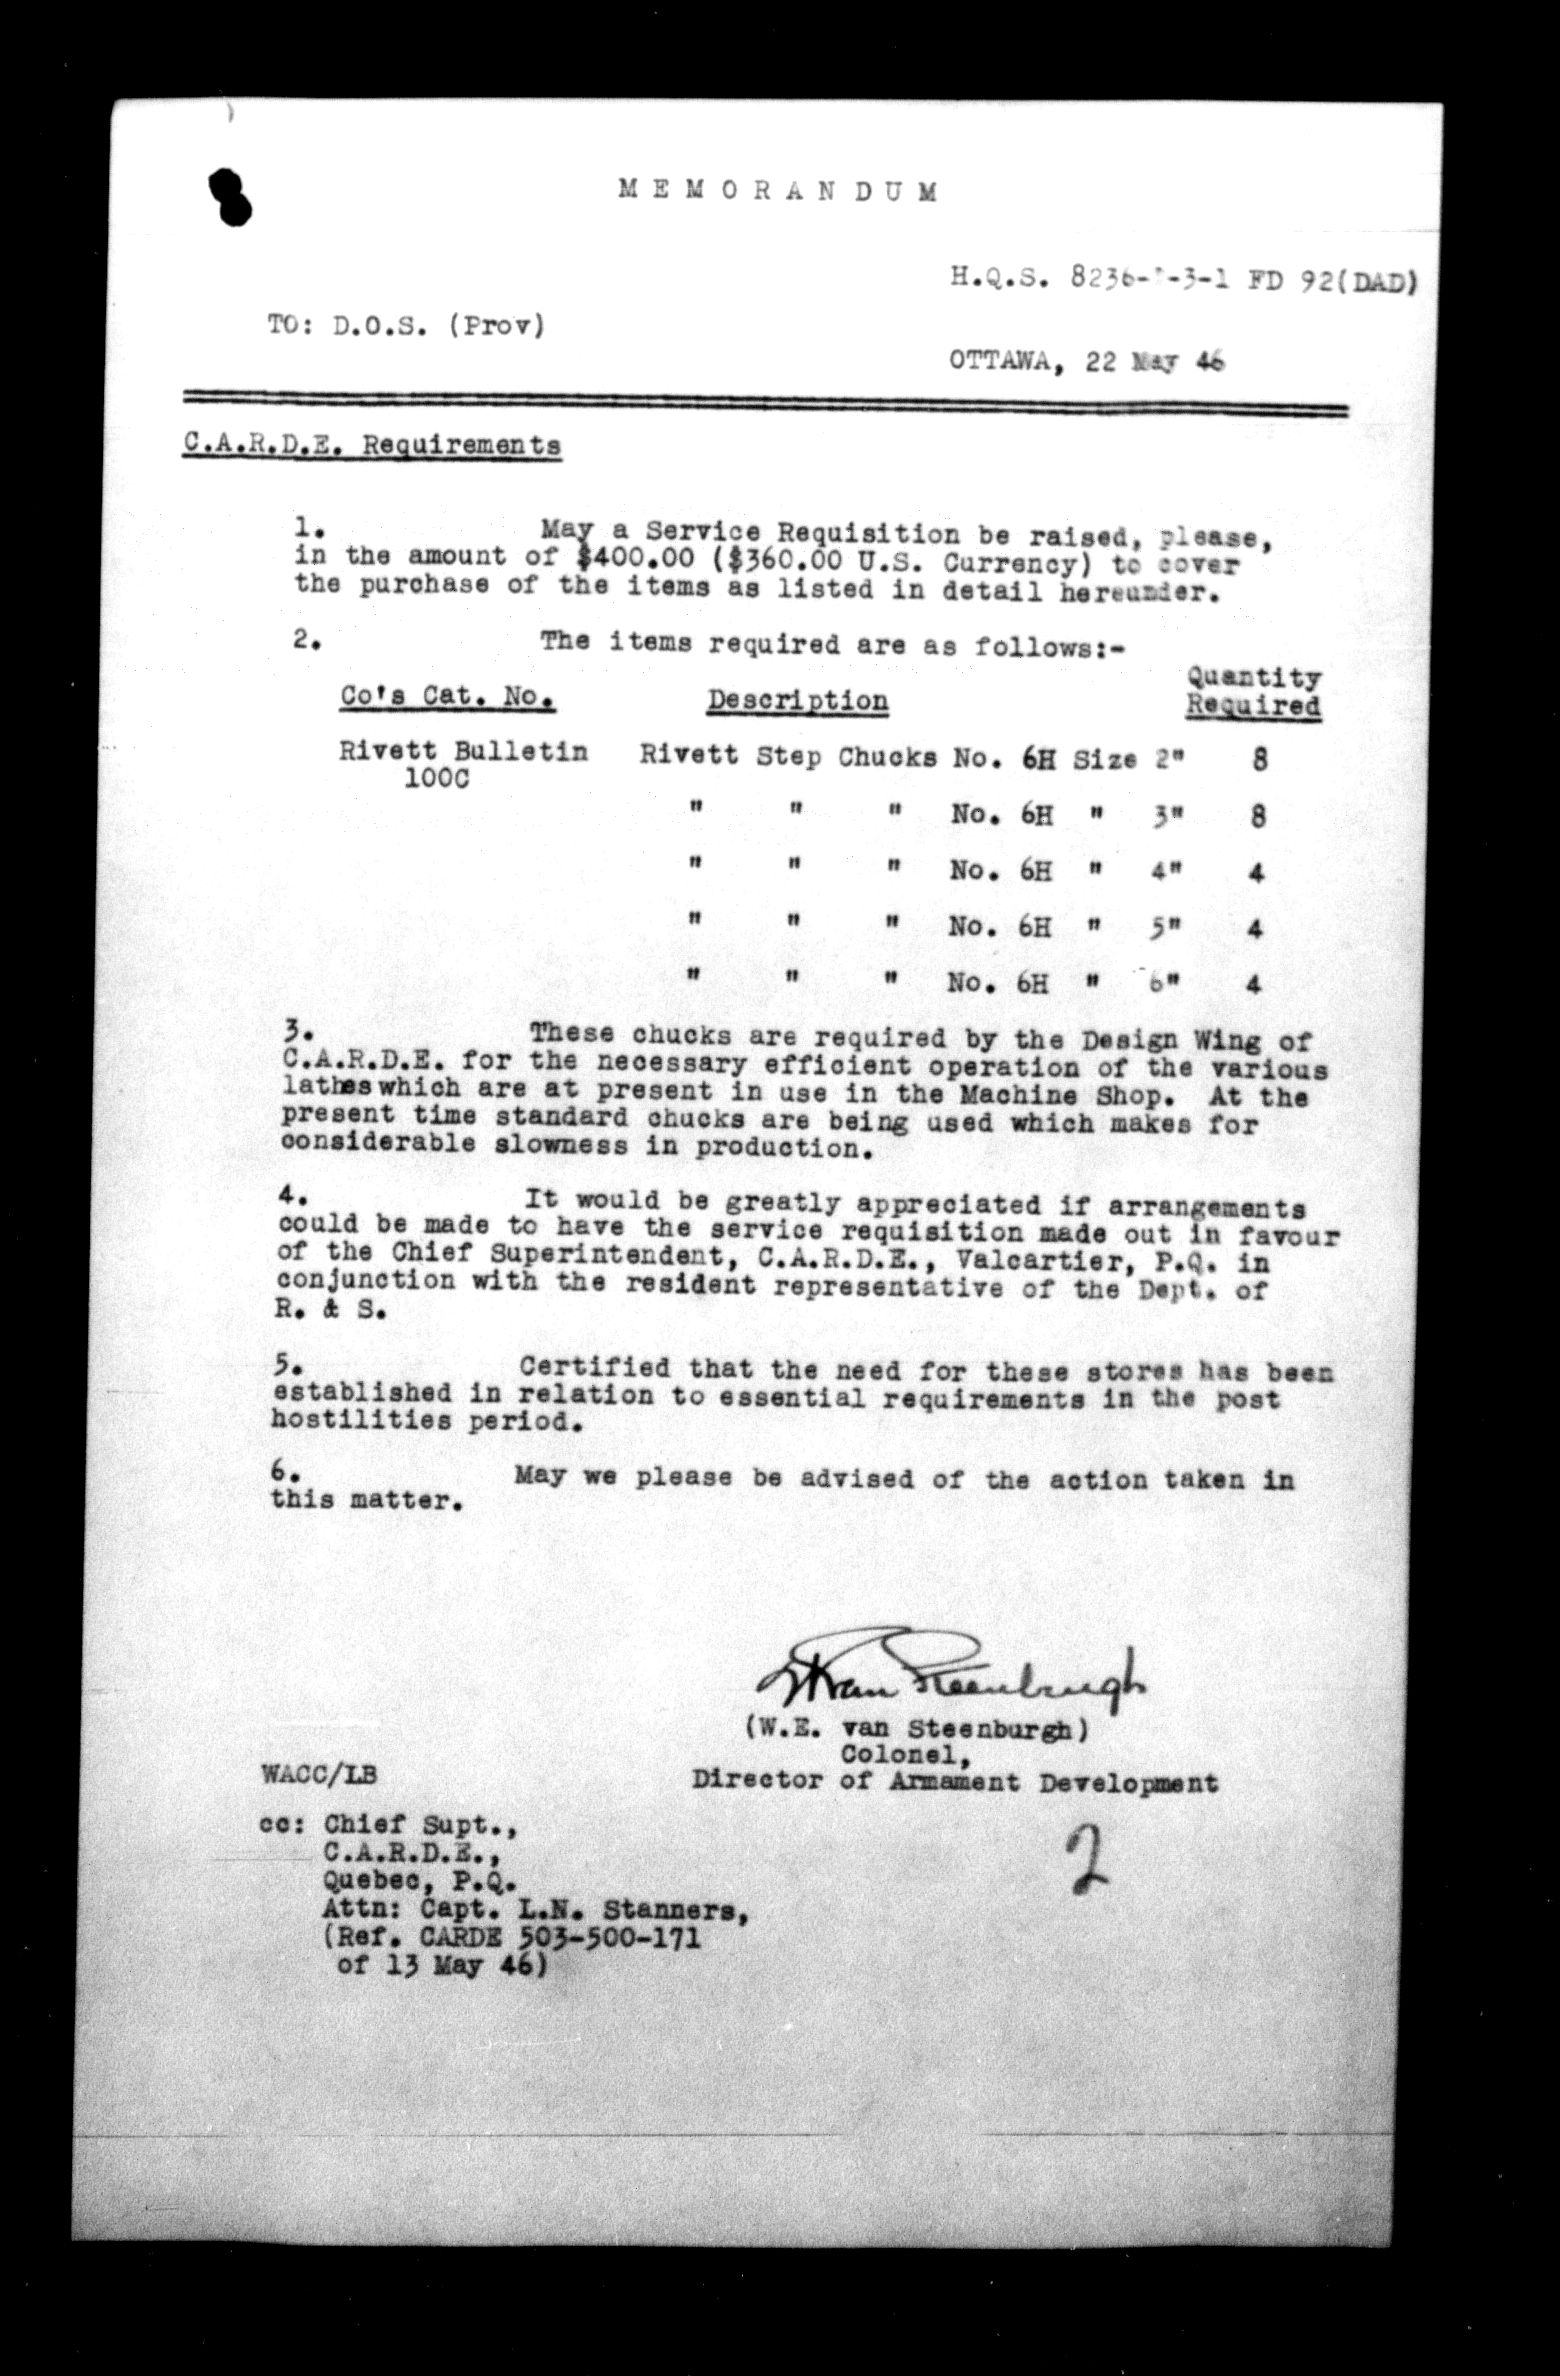 MEMORANDUM
H.Q.S. 8236- -3-1 FD 92(DAD)
TO: D.O.S. (Prov)
OTTAWA, 22 May 46
C.A.R.D.E. Requirements
1. May a Service Requisition be raised, please,
in the amount of $400.00 ($360.00 U.S. Currency) to cover
the purchase of the items as listed in detail hereunder.
2. The items required are as follows:-
Co's Cat. No. Description Quantity
Required
Rivett Bulletin Rivett Step Chucks No. 6H Size 2" 8
100C
" " " No. 6H " 3" 8
" " " No. 6H " 4" 4
" " " No. 6H " 5" 4
" " " No. 6H " 6" 4
3. These chucks are required by the Design Wing of
C.A.R.D.E. for the necessary efficient operation of the various
lathes which are at present in use in the Machine Shop. At the
present time standard chucks are being used which makes for
considerable slowness in production.
4. It would be greatly appreciated if arrangements
could be made to have the service requisition made out in favour
of the Chief Superintendent, C.A.R.D.E., Valcartier, P.Q. in
conjunction with the resident representative of the Dept. of
R. & S.
5. Certified that the need for these stores has been
established in relation to essential requirements in the post
hostilities period.
6. May we please be advised of the action taken in
this matter.
van Steenburgh
(W.E. van Steenburgh)
Colonel,
Director of Armament Development
WACC/LB
cc: Chief Supt.,
C.A.R.D.E.,
Quebec, P.Q.
Attn: Capt. L.N. Stanners,
(Ref. CARDE 503-500-171
of 13 May 46)
2